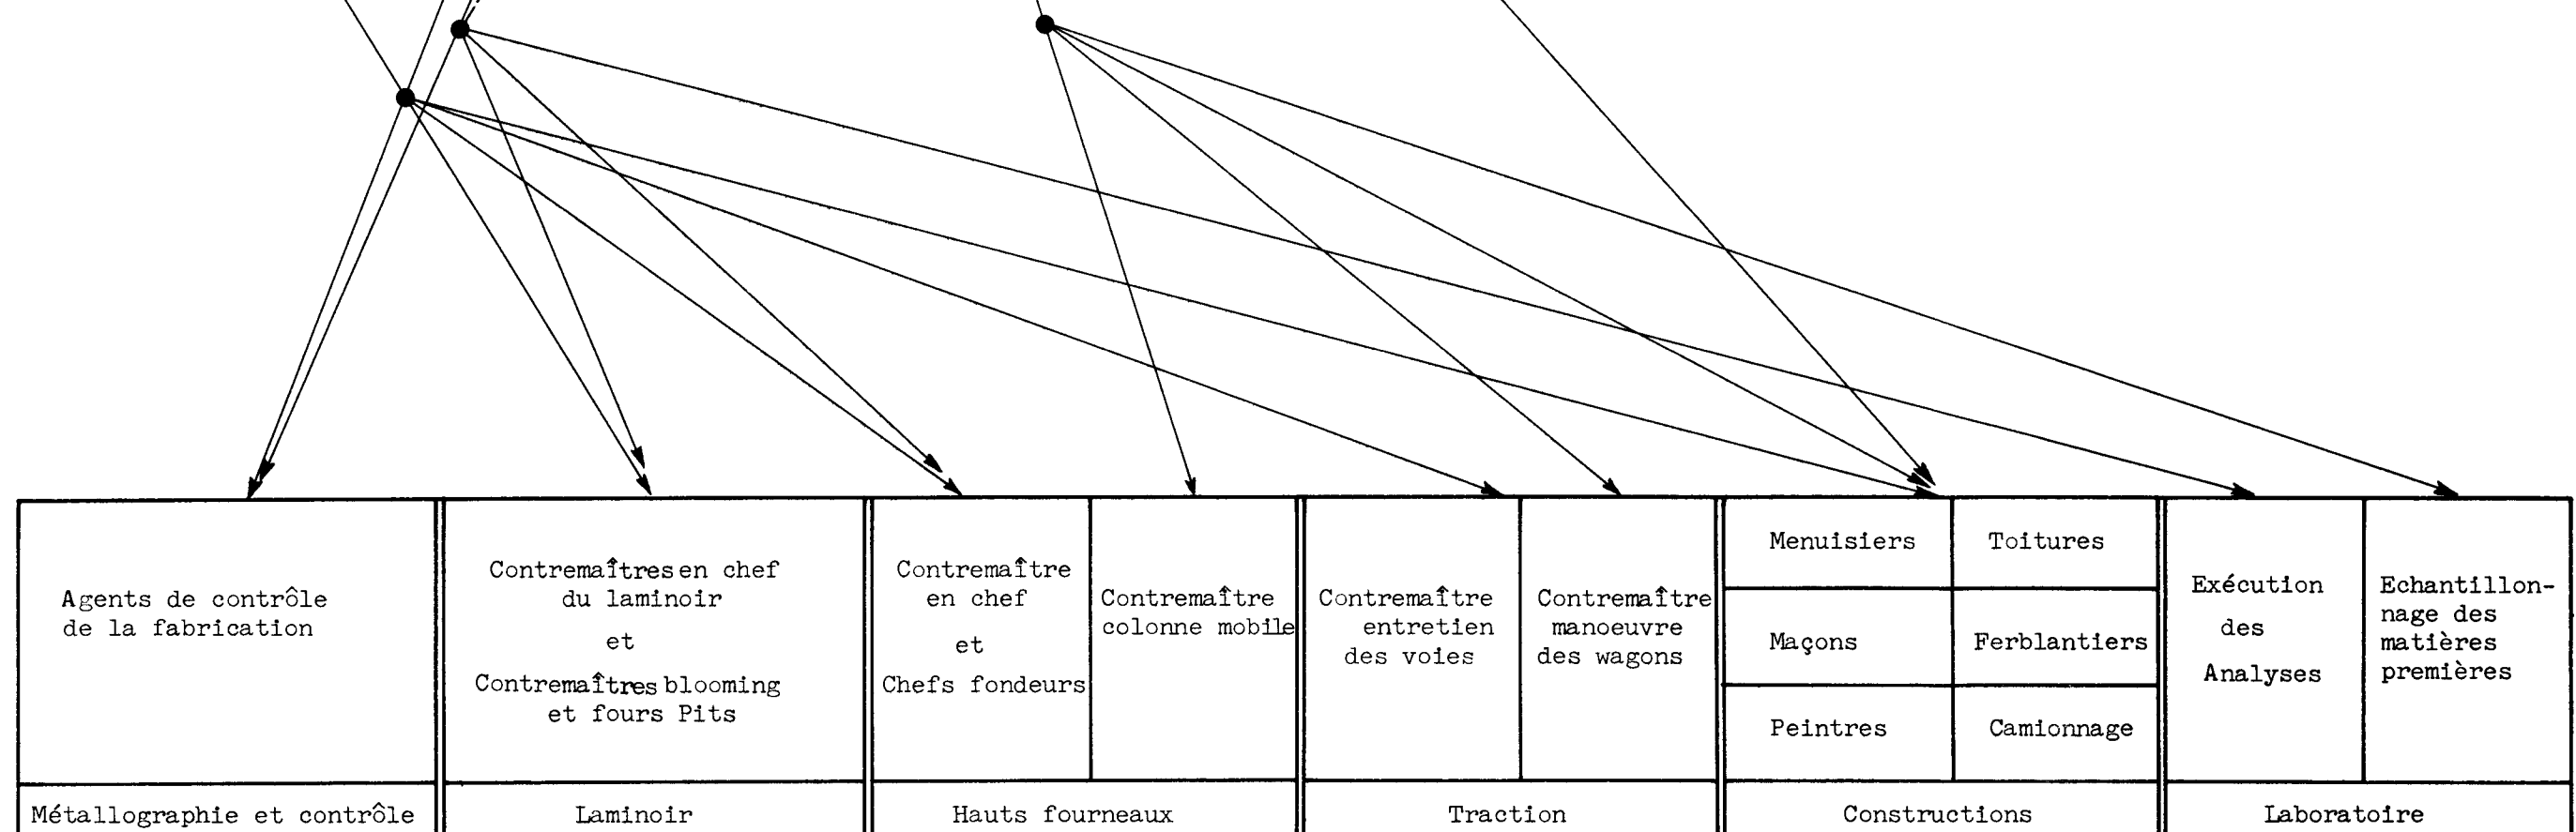 Agents de contrôle
de la fabrication
Contremaîtres en chef
du laminoir
et
Contremaîtres blooming
et fours Pits
Contremaître
en chef
et
Chefs fondeurs
Contremaître
colonne mobile
Contremaître
entretien
des voies
Contremaître
manoeuvre
des wagons
Menuisiers
Toitures
Maçons
Ferblantiers
Peintres
Camionnage
Exécution
des
Analyses
Echantillon-
nage des
matières
premières
Métallographie et contrôle
Laminoir
Hauts fourneaux
Traction
Constructions
Laboratoire